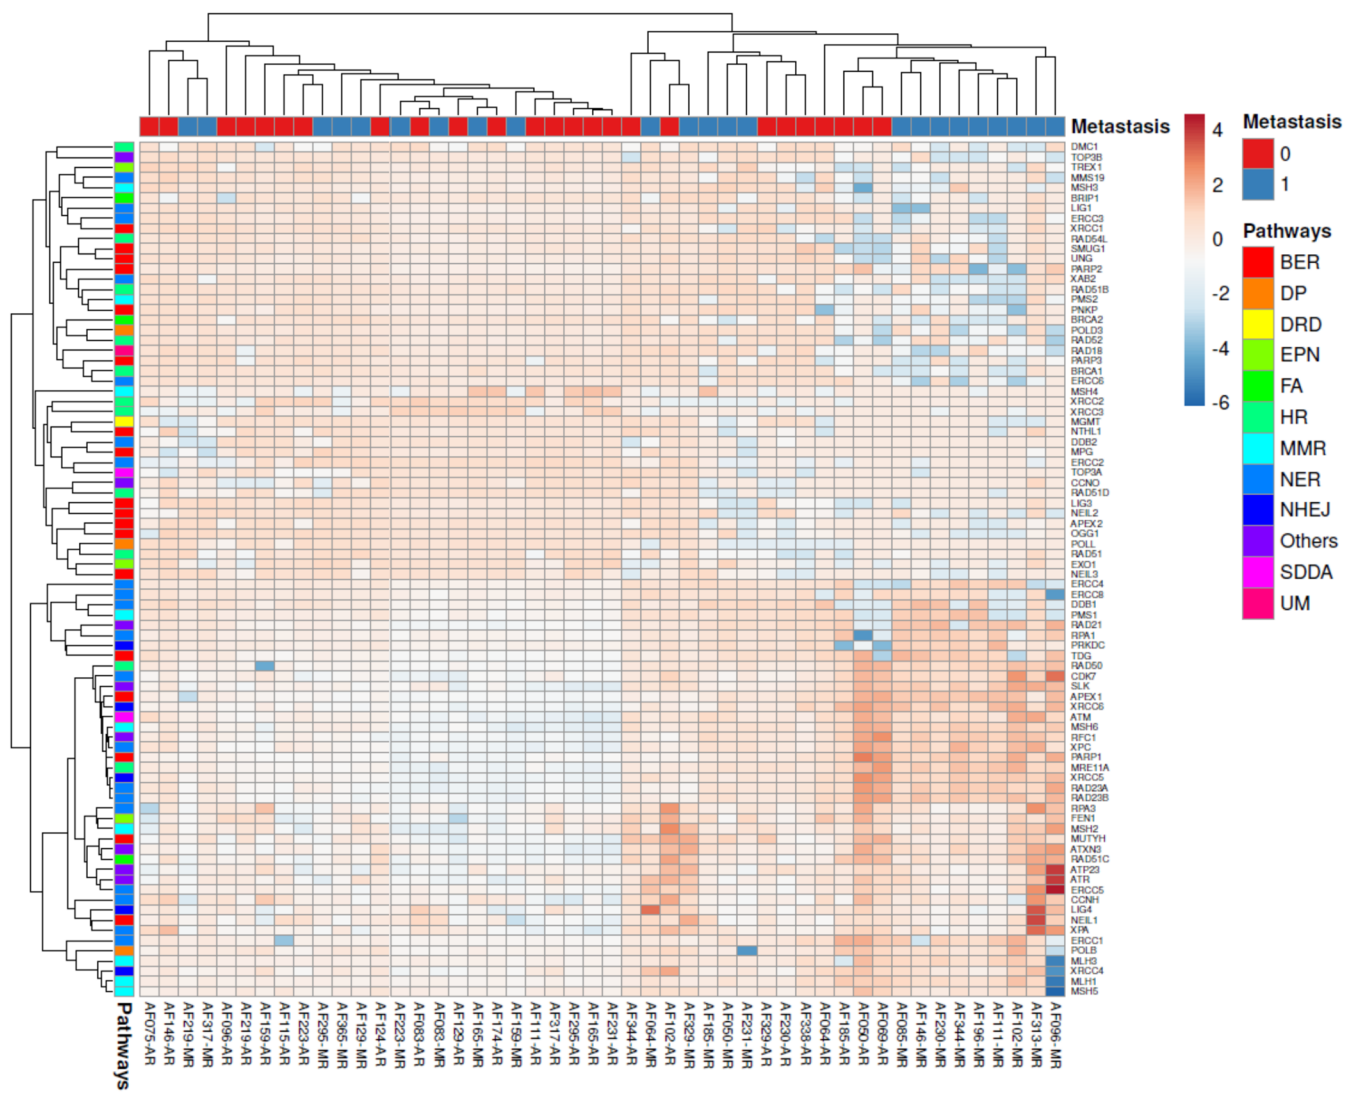 Metastasis
DMC1
TOP3B
TREX1
MMS19
MSH3
BRIP1
LIG1
ERCC3
XRCC1
RAD54L
SMUG1
UNG
PARP2
XAB2
RAD51B
PMS2
PNKP
BRCA2
POLD3
RAD52
RAD18
PARP3
BRCA1
ERCC6
MSH4
XRCC2
XRCC3
MGMT
NTHL1
DDB2
MPG
ERCC2
TOP3A
CCNO
RAD51D
LIG3
NEIL2
APEX2
OGG1
POLL
RAD51
EXO1
NEIL3
ERCC4
ERCC8
DDB1
PMS1
RAD21
RPA1
PRKDC
TDG
RAD50
CDK7
SLK
APEX1
XRCC6
ATM
MSH6
RFC1
XPC
PARP1
MRE11A
XRCC5
RAD23A
RAD23B
RPA3
FEN1
MSH2
MUTYH
ATXN3
RAD51C
ATP23
ATR
ERCC5
CCNH
LIG4
NEIL1
XPA
ERCC1
POLB
MLH3
XRCC4
MLH1
MSH5
Pathways
AF075-AR
AF146-AR
AF219-MR
AF317-MR
AF096-AR
AF219-AR
AF159-AR
AF115-AR
AF223-AR
AF295-MR
AF365-MR
AF129-MR
AF124-AR
AF223-MR
AF083-AR
AF083-MR
AF129-AR
AF165-MR
AF174-AR
AF159-MR
AF111-AR
AF317-AR
AF295-AR
AF165-AR
AF231-AR
AF344-AR
AF064-MR
AF102-AR
AF329-MR
AF185-MR
AF050-MR
AF231-MR
AF329-AR
AF230-AR
AF338-AR
AF064-AR
AF185-AR
AF050-AR
AF069-AR
AF085-MR
AF146-MR
AF230-MR
AF344-MR
AF196-MR
AF111-MR
AF102-MR
AF313-MR
AF096-MR
4
2
0
-2
-4
-6
Metastasis
0
1
Pathways
BER
DP
DRD
EPN
FA
HR
MMR
NER
NHEJ
Others
SDDA
UM